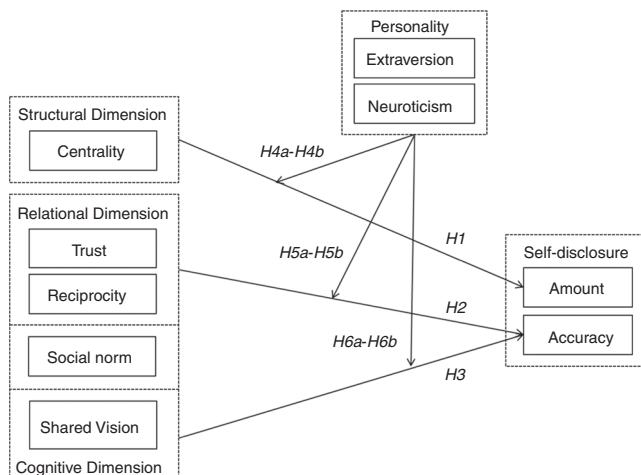 Personality
Extraversion
Neuroticism
Structural Dimension
Centrality
H4a-H4b
Relational Dimension
Trust
Reciprocity
Social norm
Shared Vision
Cognitive Dimension
H5a-H5b
H6a-H6b
H1
H2
H3
Self-disclosure
Amount
Accuracy